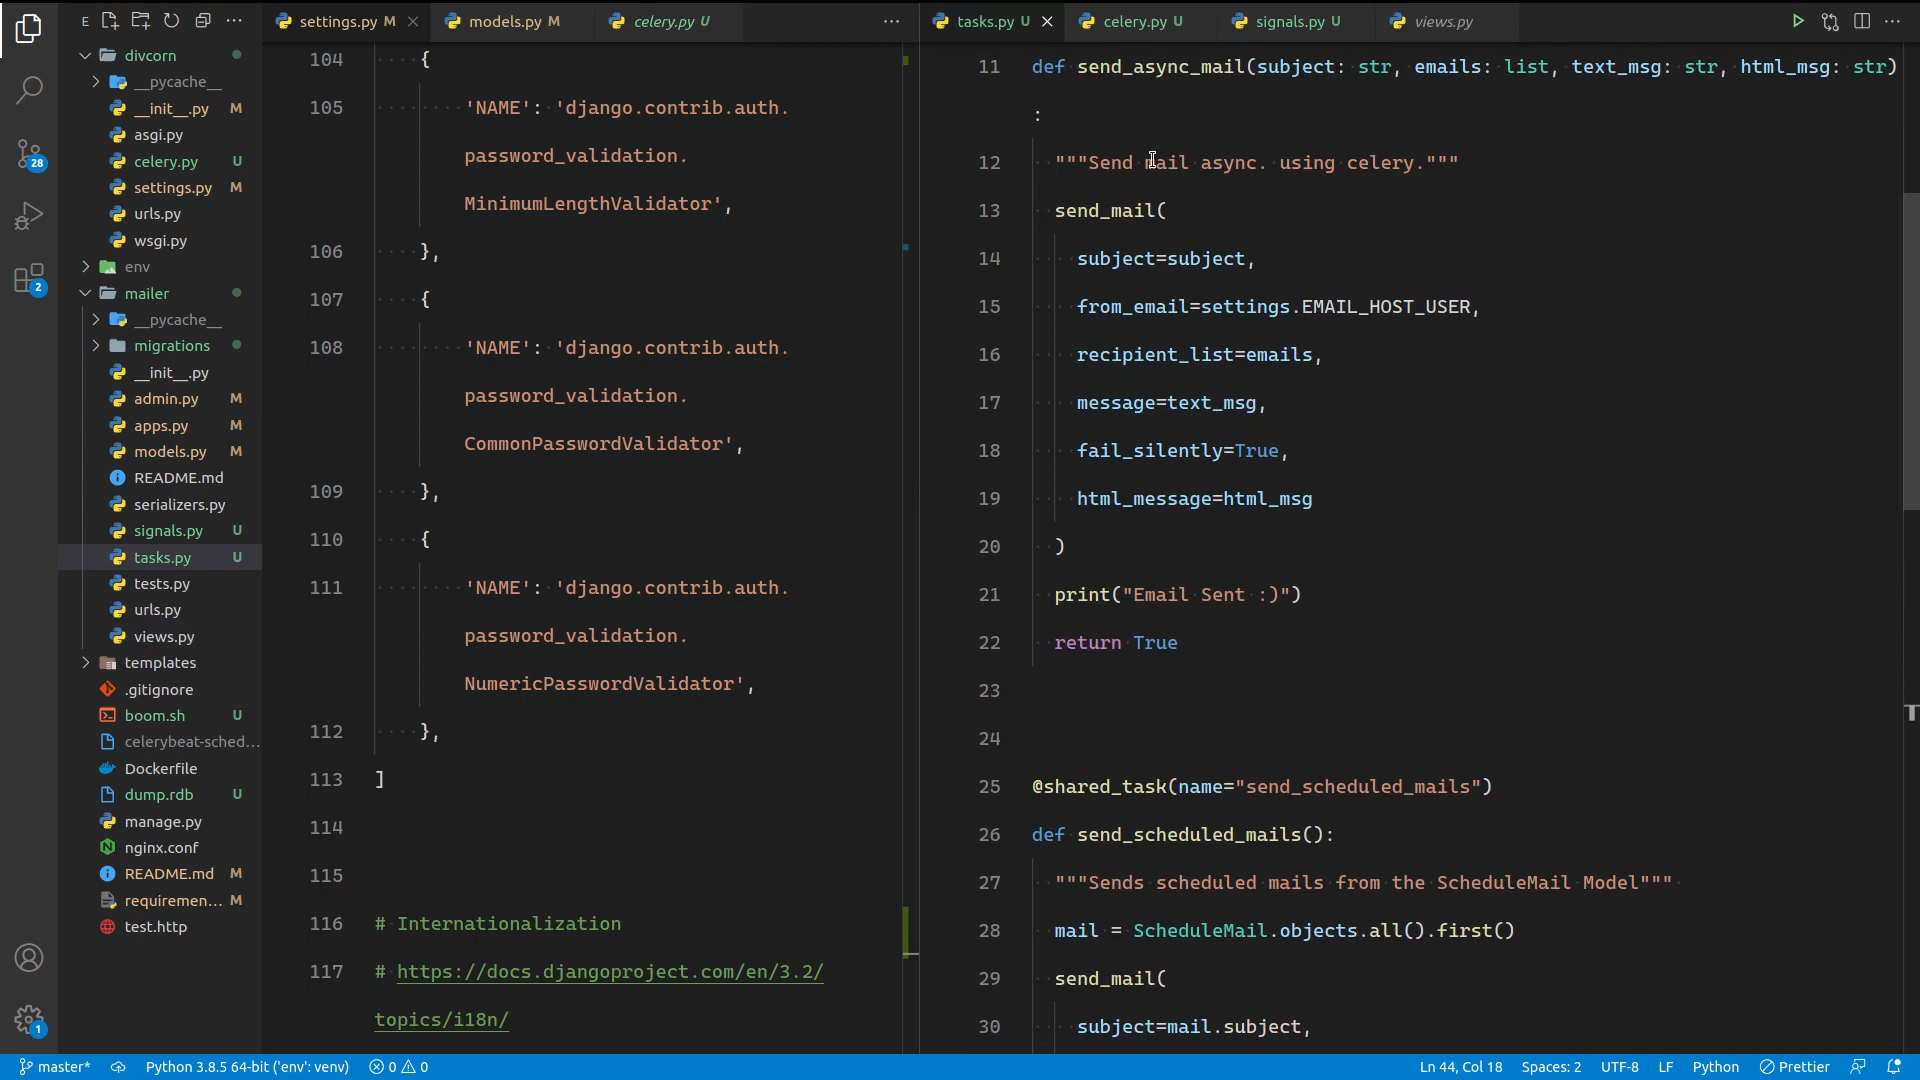 E
divcorn
__pycache__
__init__.py M
asgi.py
celery.py U
settings.py M
urls.py
wsgi.py
env
mailer
__pycache__
migrations
__init__.py
admin.py M
apps.py M
models.py M
README.md
serializers.py
signals.py U
tasks.py U
tests.py
urls.py
views.py
templates
.gitignore
boom.sh U
celerybeat-sched...
Dockerfile
dump.rdb U
manage.py
nginx.conf
README.md M
requiremen... M
test.http
28
2
1
settings.py M
models.py M
celery.py U
104 {
105 'NAME': 'django.contrib.auth.
password_validation.
MinimumLengthValidator',
106 },
107 {
108 'NAME': 'django.contrib.auth.
password_validation.
CommonPasswordValidator',
109 },
110 {
111 'NAME': 'django.contrib.auth.
password_validation.
NumericPasswordValidator',
112 },
113 ]
114
115
116 # Internationalization
117 # https://docs.djangoproject.com/en/3.2/
topics/i18n/
tasks.py U
celery.py U
signals.py U
views.py
11 def send_async_mail(subject: str, emails: list, text_msg: str, html_msg: str)
:
12 """Send mail async. using celery."""
13 send_mail(
14 subject=subject,
15 from_email=settings.EMAIL_HOST_USER,
16 recipient_list=emails,
17 message=text_msg,
18 fail_silently=True,
19 html_message=html_msg
20 )
21 print("Email Sent :)")
22 return True
23
24
25 @shared_task(name="send_scheduled_mails")
26 def send_scheduled_mails():
27 """Sends scheduled mails from the ScheduleMail Model"""
28 mail = ScheduleMail.objects.all().first()
29 send_mail(
30 subject=mail.subject,
master* Python 3.8.5 64-bit ('env': venv) 0 0 Ln 44, Col 18 Spaces: 2 UTF-8 LF Python Prettier